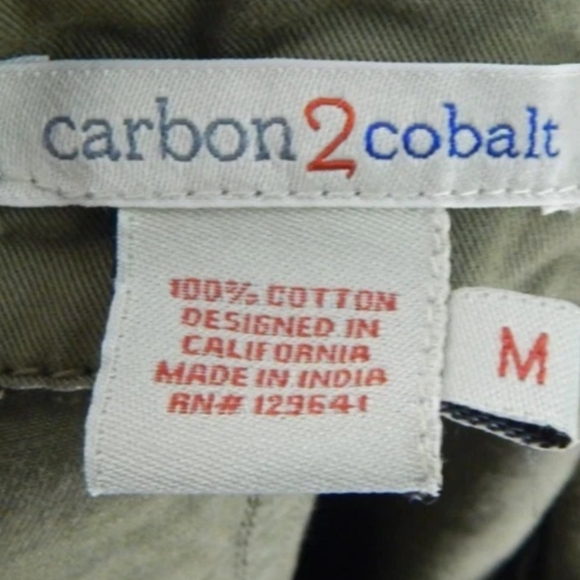 carbon2cobalt
100% COTTON
DESIGNED IN
CALIFORNIA
MADE IN INDIA
RN# 129641
M